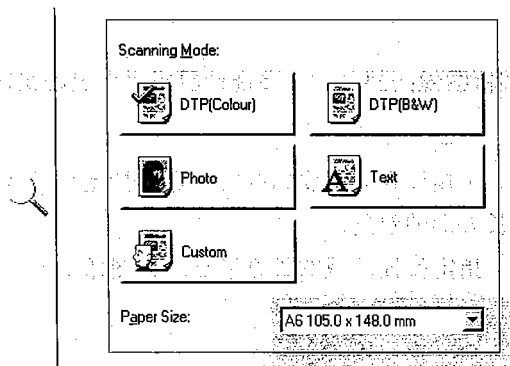 Scanning Mode:
DTP(Colour)
DTP(B&W)
Photo
Text
Custom
Paper Size:
A6 105.0 x 148.0 mm